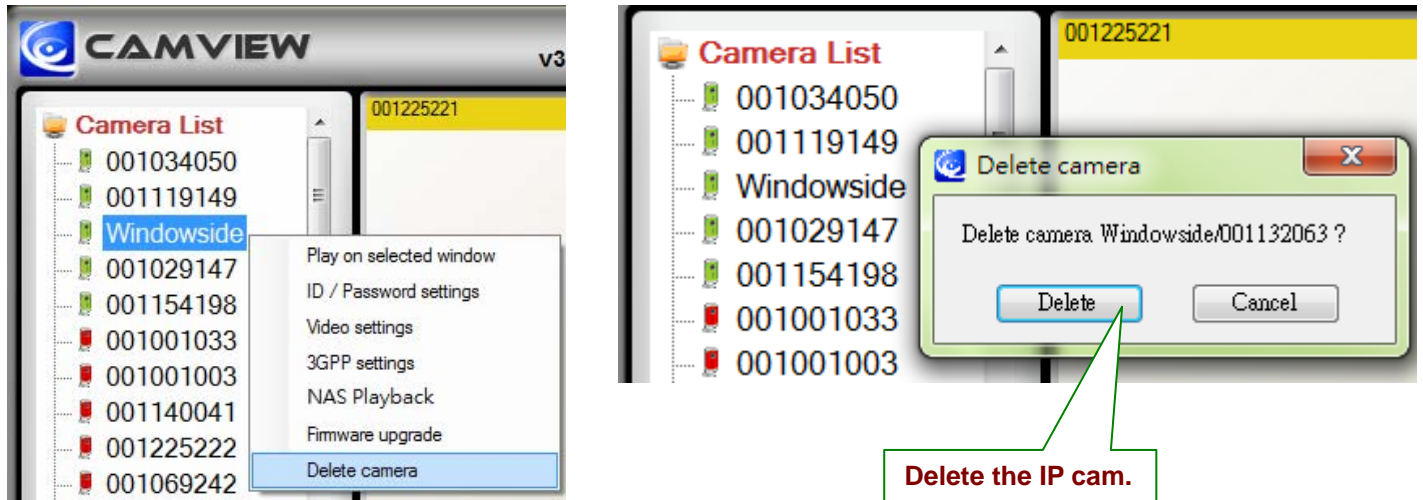 CAMVIEW
v3
001225221
Camera List
001034050
001119149
Windowside
001029147
001154198
001001033
001001003
001140041
001225222
001069242
Play on selected window
ID / Password settings
Video settings
3GPP settings
NAS Playback
Firmware upgrade
Delete camera
001225221
Camera List
001034050
001119149
Windowside
001029147
001154198
001001033
001001003
Delete camera
Delete camera Windowside/001132063 ?
Delete
Cancel
Delete the IP cam.